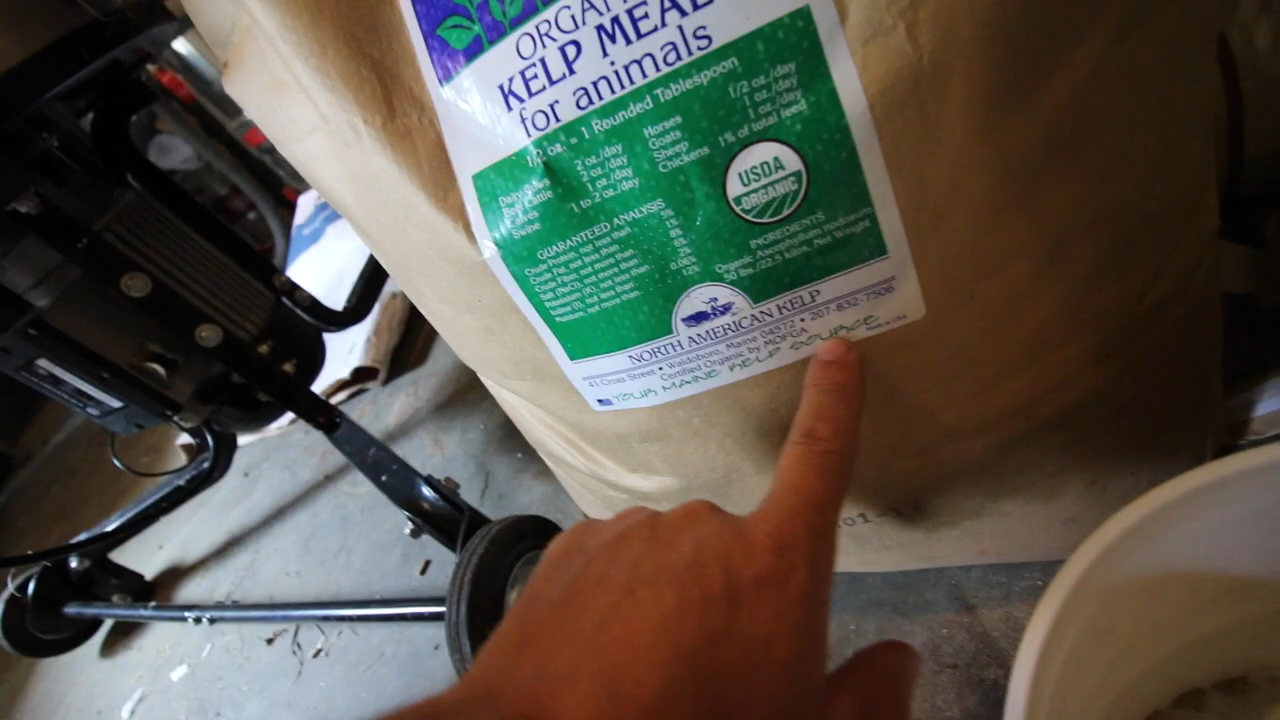 ORGANIC
KELP MEAL
for animals
1/2 oz. = 1 Rounded Tablespoon
Dairy Cows 2 oz./day
Beef Cattle 2 oz./day
Calves 1 oz./day
Swine 1 to 2 oz./day
Horses 1/2 oz./day
Goats 1 oz./day
Sheep 1 oz./day
Chickens 1% of total feed
USDA
ORGANIC
GUARANTEED ANALYSIS
Crude Protein, not less than 5%
Crude Fat, not less than 1%
Crude Fiber, not more than 8%
Salt (NaCl), not more than 6%
Potassium (K), not less than 2%
Iodine (I), not less than 0.06%
Moisture, not more than 12%
INGREDIENTS
Organic Ascophyllum nodosum
50 lbs./22.5 kilos. Net Weight
NORTH AMERICAN KELP
41 Cross Street • Waldoboro, Maine 04572 • 207-832-7506
Certified Organic by MOFGA
YOUR MAINE KELP SOURCE
Made in USA